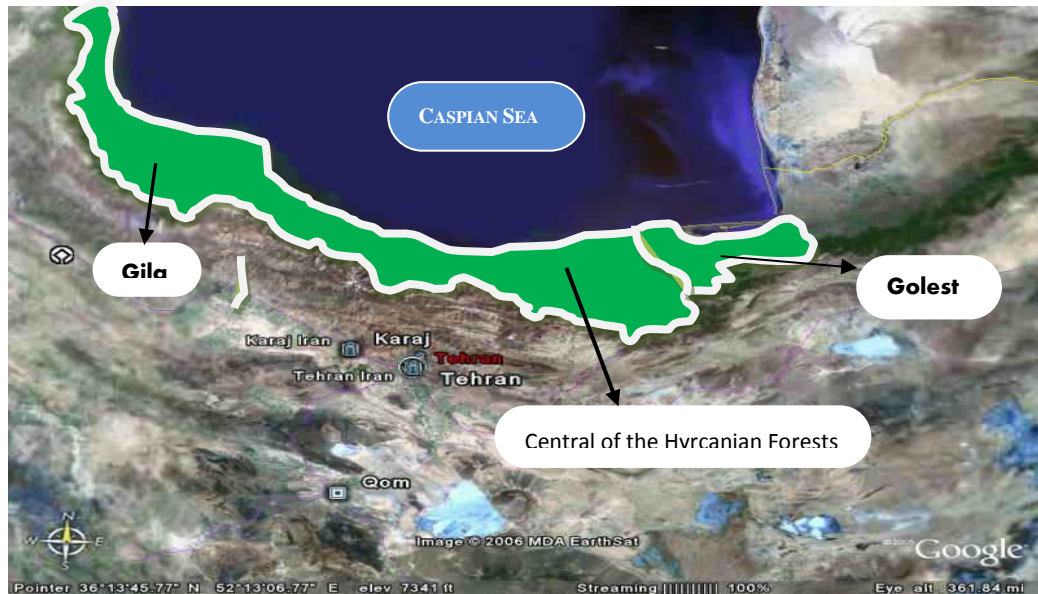 CASPIAN SEA
Gila
Golest
Karaj Iran Karaj
Tehran
Tehran Iran Tehran
Central of the Hyrcanian Forests
Qom
N
W E
S
Image © 2006 MDA EarthSat
©2005 Google
Pointer 36°13'45.77" N 52°13'06.77" E elev 7341 ft Streaming ||||||||| 100% Eye alt 361.84 mi